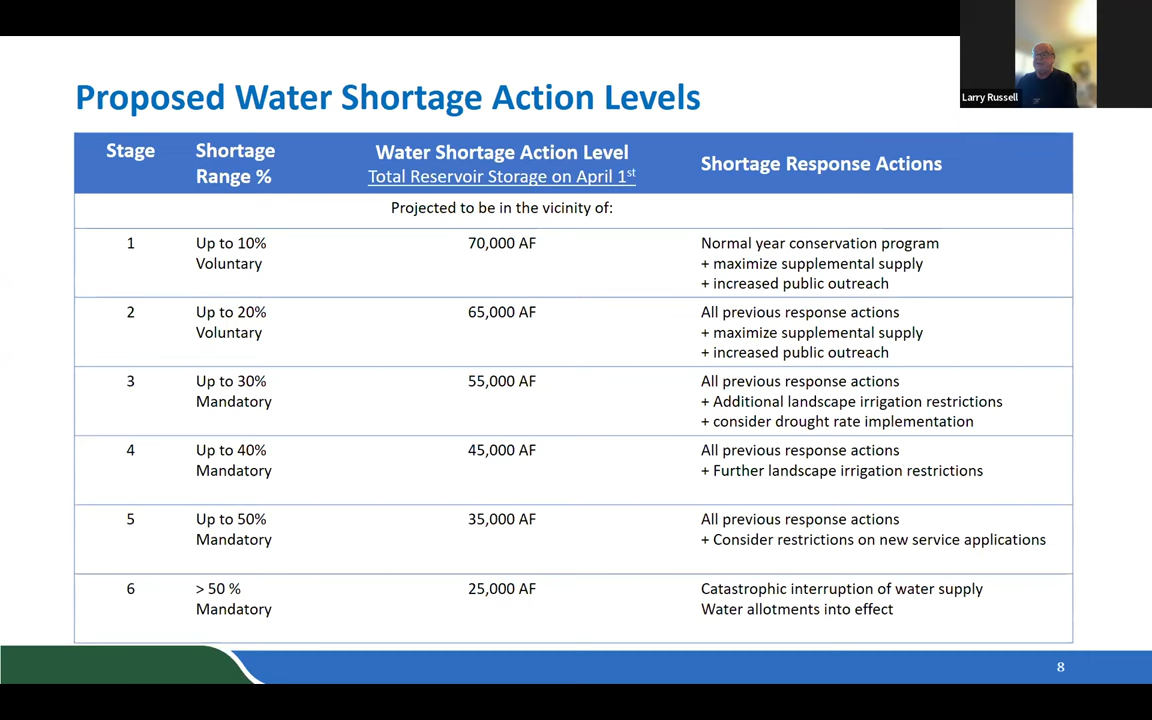 Larry Russell
Proposed Water Shortage Action Levels
Stage
Shortage
Range %
Water Shortage Action Level
Total Reservoir Storage on April 1st
Shortage Response Actions
Projected to be in the vicinity of:
1
Up to 10%
Voluntary
70,000 AF
Normal year conservation program
+ maximize supplemental supply
+ increased public outreach
2
Up to 20%
Voluntary
65,000 AF
All previous response actions
+ maximize supplemental supply
+ increased public outreach
3
Up to 30%
Mandatory
55,000 AF
All previous response actions
+ Additional landscape irrigation restrictions
+ consider drought rate implementation
4
Up to 40%
Mandatory
45,000 AF
All previous response actions
+ Further landscape irrigation restrictions
5
Up to 50%
Mandatory
35,000 AF
All previous response actions
+ Consider restrictions on new service applications
6
> 50 %
Mandatory
25,000 AF
Catastrophic interruption of water supply
Water allotments into effect
8